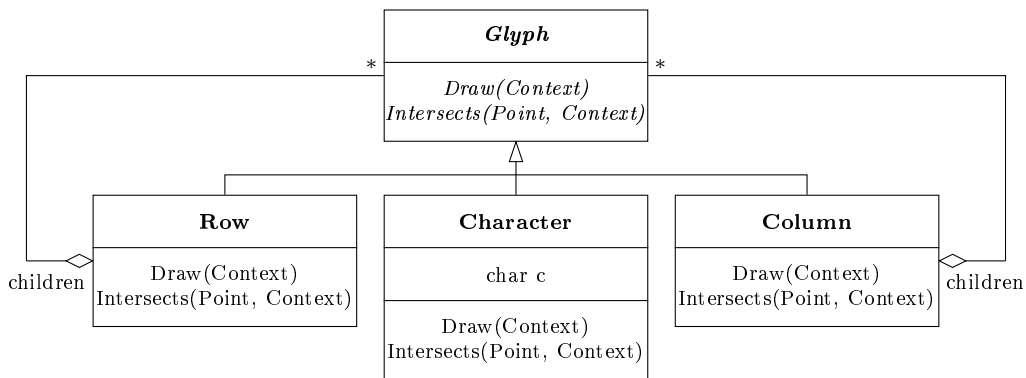 Glyph
*
*
Draw(Context)
Intersects(Point, Context)
Row
Character
Column
children
Draw(Context)
Intersects(Point, Context)
char c
Draw(Context)
Intersects(Point, Context)
Draw(Context)
Intersects(Point, Context)
children